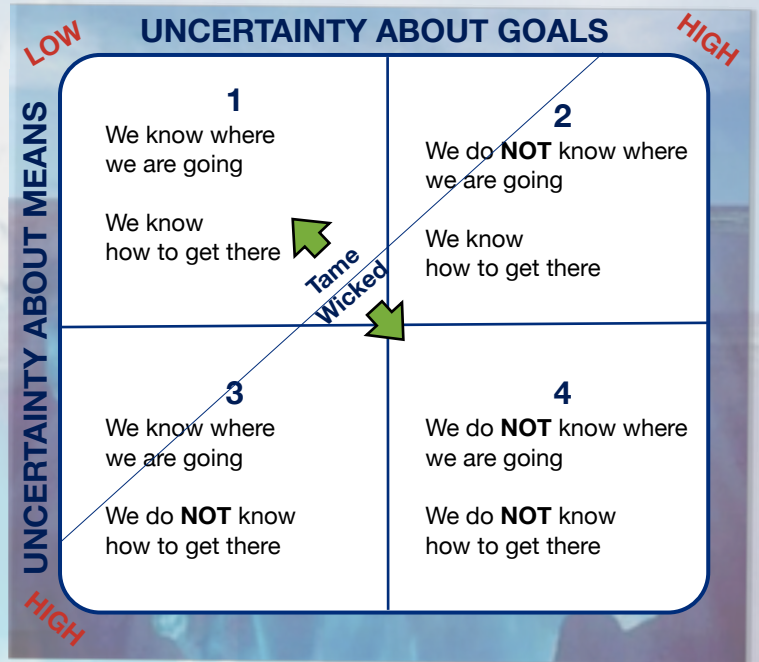 UNCERTAINTY ABOUT GOALS
LOW
HIGH
UNCERTAINTY ABOUT MEANS
HIGH
1
We know where
we are going
We know
how to get there
2
We do NOT know where
we are going
We know
how to get there
Tame
Wicked
3
We know where
we are going
We do NOT know
how to get there
4
We do NOT know where
we are going
We do NOT know
how to get there